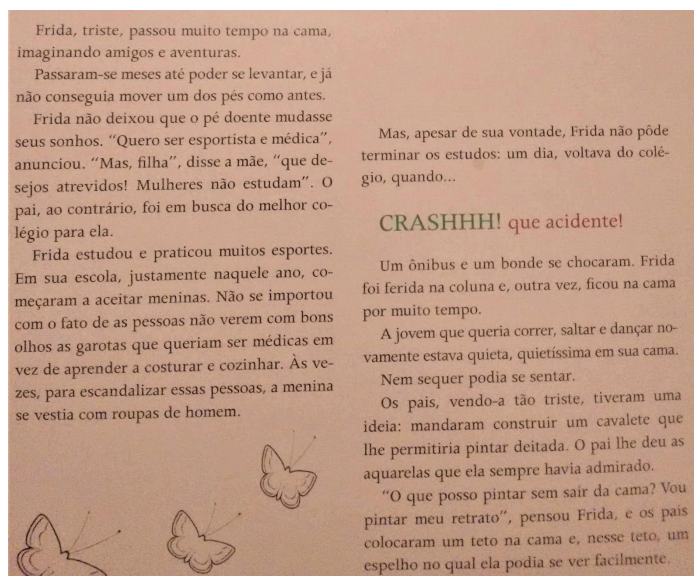 Frida, triste, passou muito tempo na cama,
imaginando amigos e aventuras.
Passaram-se meses até poder se levantar, e já
não conseguia mover um dos pés como antes.
Frida não deixou que o pé doente mudasse
seus sonhos. “Quero ser esportista e médica”,
anunciou. “Mas, filha”, disse a mãe, “que de-
sejos atrevidos! Mulheres não estudam”. O
pai, ao contrário, foi em busca do melhor co-
légio para ela.
Frida estudou e praticou muitos esportes.
Em sua escola, justamente naquele ano, co-
meçaram a aceitar meninas. Não se importou
com o fato de as pessoas não verem com bons
olhos as garotas que queriam ser médicas em
vez de aprender a costurar e cozinhar. Às ve-
zes, para escandalizar essas pessoas, a menina
se vestia com roupas de homem.
Mas, apesar de sua vontade, Frida não pôde
terminar os estudos: um dia, voltava do colé-
gio, quando...
CRASHHH! que acidente!
Um ônibus e um bonde se chocaram. Frida
foi ferida na coluna e, outra vez, ficou na cama
por muito tempo.
A jovem que queria correr, saltar e dançar no-
vamente estava quieta, quietíssima em sua cama.
Nem sequer podia se sentar.
Os pais, vendo-a tão triste, tiveram uma
ideia: mandaram construir um cavalete que
lhe permitiria pintar deitada. O pai lhe deu as
aquarelas que ela sempre havia admirado.
“O que posso pintar sem sair da cama? Vou
pintar meu retrato”, pensou Frida, e os pais
colocaram um teto na cama e, nesse teto, um
espelho no qual ela podia se ver facilmente.